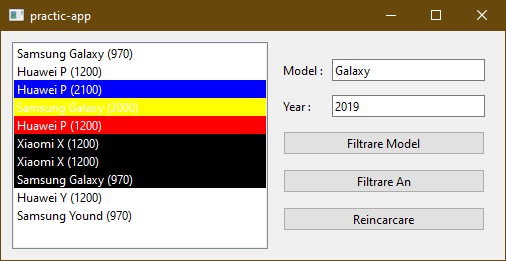 practic-app
Samsung Galaxy (970)
Huawei P (1200)
Huawei P (2100)
Samsung Galaxy (2000)
Huawei P (1200)
Xiaomi X (1200)
Xiaomi X (1200)
Samsung Galaxy (970)
Huawei Y (1200)
Samsung Yound (970)
Model : Galaxy
Year : 2019
Filtrare Model
Filtrare An
Reincarcare